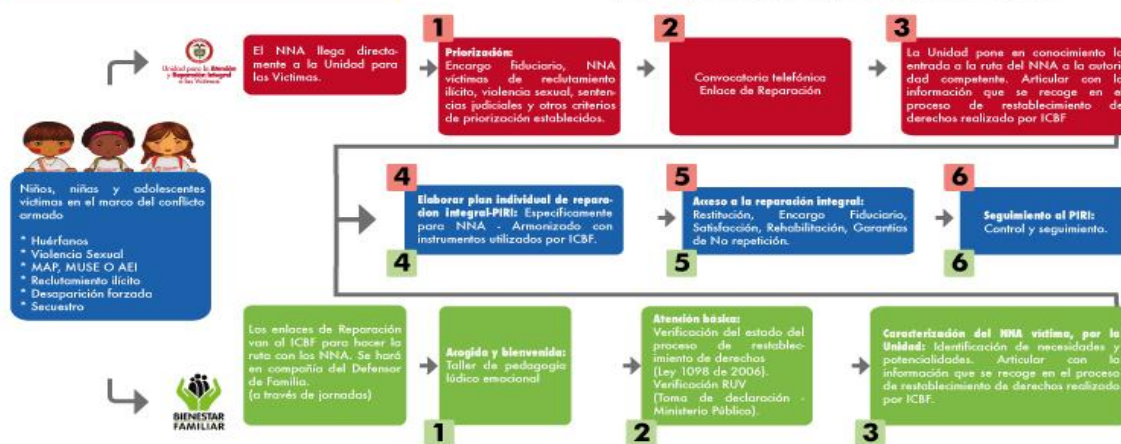 Unidad para la Atención
y Reparación Integral
a las Víctimas
El NNA llega directa-
mente a la Unidad para
las Victimas.
1
Priorización:
Encargo fiduciario, NNA
víctimas de reclutamiento
ilícito, violencia sexual, senten-
cias judiciales y otros criterios
de priorización establecidos.
2
Convocatoria telefónica
Enlace de Reparación
3
La Unidad pone en conocimiento la
entrada a la ruta del NNA a la autori
dad competente. Articular con la
información que se recoge en el
proceso de restablecimiento de
derechos realizado por ICBF
Niños, niñas y adolescentes
víctimas en el marco del conflicto
armado
* Huérfanos
* Violencia Sexual
* MAP, MUSE O AEI
* Reclutamiento ilícito
* Desaparición forzada
* Secuestro
4
Elaborar plan individual de repara-
cion integral-PIRI: Específicamente
para NNA - Armonizado con
instrumentos utilizados por ICBF.
4
5
Acceso a la reparación integral:
Restitución, Encargo Fiduciario,
Satisfacción, Rehabilitación, Garantías
de No repetición.
5
6
Seguimiento al PIRI:
Control y seguimiento.
6
BIENESTAR
FAMILIAR
Los enlaces de Reparación
van al ICBF para hacer la
ruta con los NNA. Se hará
en compañía del Defensor
de Familia.
(a través de jornadas)
Acogida y bienvenida:
Taller de pedagogía
lúdico emocional
1
Atención básica:
Verificación del estado del
proceso de restablec-
imiento de derechos
(Ley 1098 de 2006).
Verificación RUV
(Toma de declaración -
Ministerio Público).
2
Caracterización del NNA víctima, por la
Unidad: Identificación de necesidades y
potencialidades. Articular con la
información que se recoge en el proceso
de restablecimiento de derechos realizado
por ICBF.
3